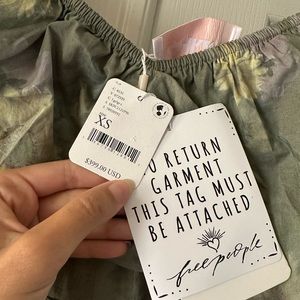 XS
$399.00 USD
O RETURN
GARMENT
THIS TAG MUST
BE ATTACHED
free people